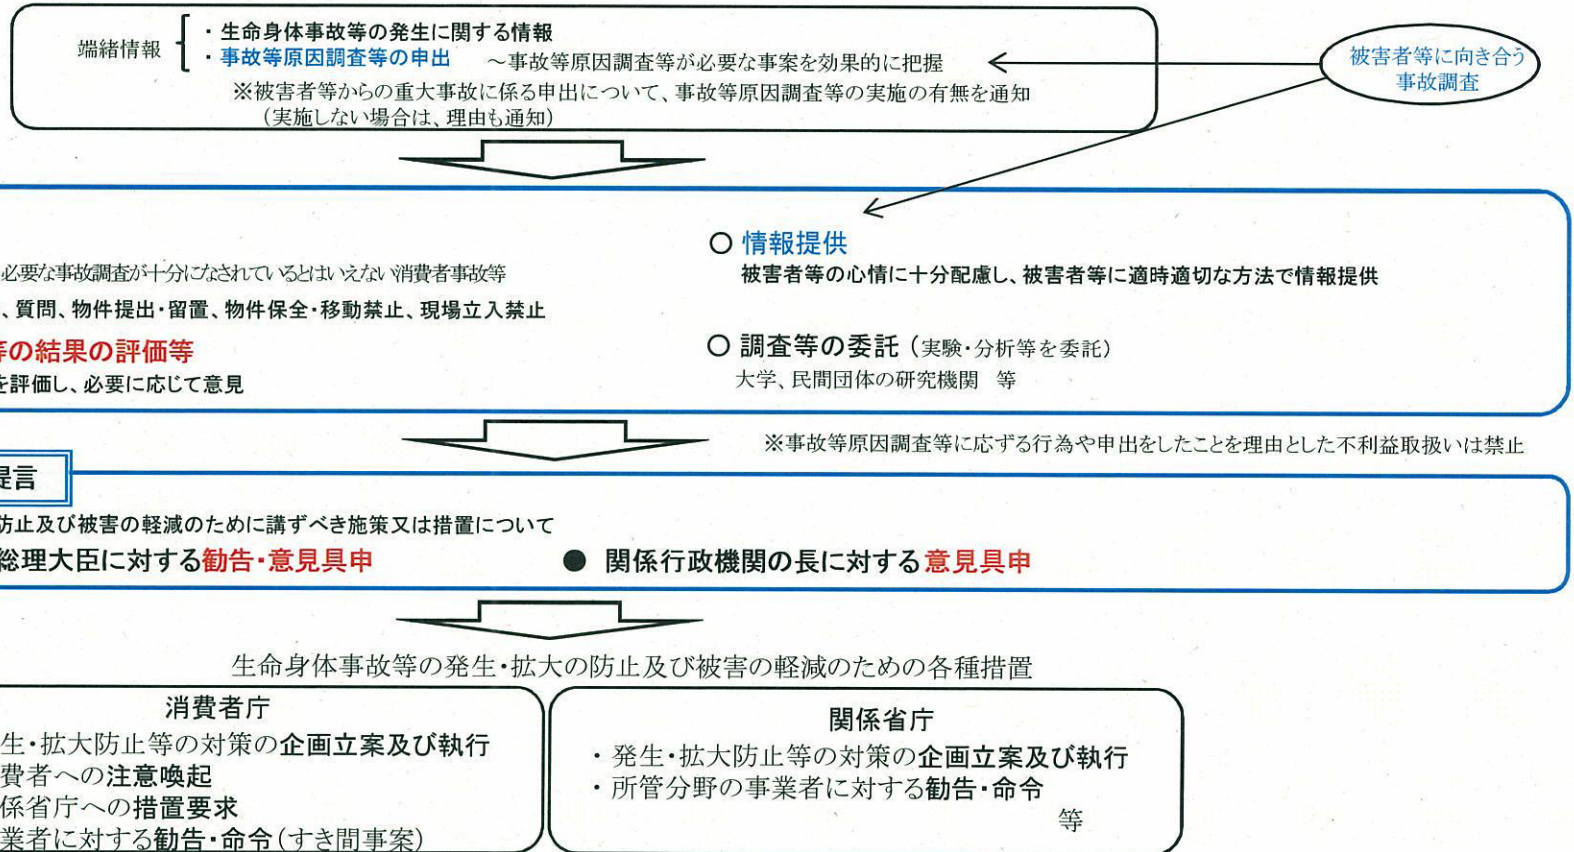 端緒情報
・生命身体事故等の発生に関する情報
・事故等原因調査等の申出　～事故等原因調査等が必要な事案を効果的に把握
※被害者等からの重大事故に係る申出について、事故等原因調査等の実施の有無を通知
（実施しない場合は、理由も通知）
被害者等に向き合う
事故調査
必要な事故調査が十分になされているとはいえない消費者事故等
、質問、物件提出・留置、物件保全・移動禁止、現場立入禁止
等の結果の評価等
を評価し、必要に応じて意見
○ 情報提供
被害者等の心情に十分配慮し、被害者等に適時適切な方法で情報提供
○ 調査等の委託（実験・分析等を委託）
大学、民間団体の研究機関　等
※事故等原因調査等に応ずる行為や申出をしたことを理由とした不利益取扱いは禁止
提言
防止及び被害の軽減のために講ずべき施策又は措置について
総理大臣に対する勧告・意見具申
● 関係行政機関の長に対する意見具申
生命身体事故等の発生・拡大の防止及び被害の軽減のための各種措置
消費者庁
生・拡大防止等の対策の企画立案及び執行
費者への注意喚起
係省庁への措置要求
業者に対する勧告・命令（すき間事案）
関係省庁
・発生・拡大防止等の対策の企画立案及び執行
・所管分野の事業者に対する勧告・命令
等